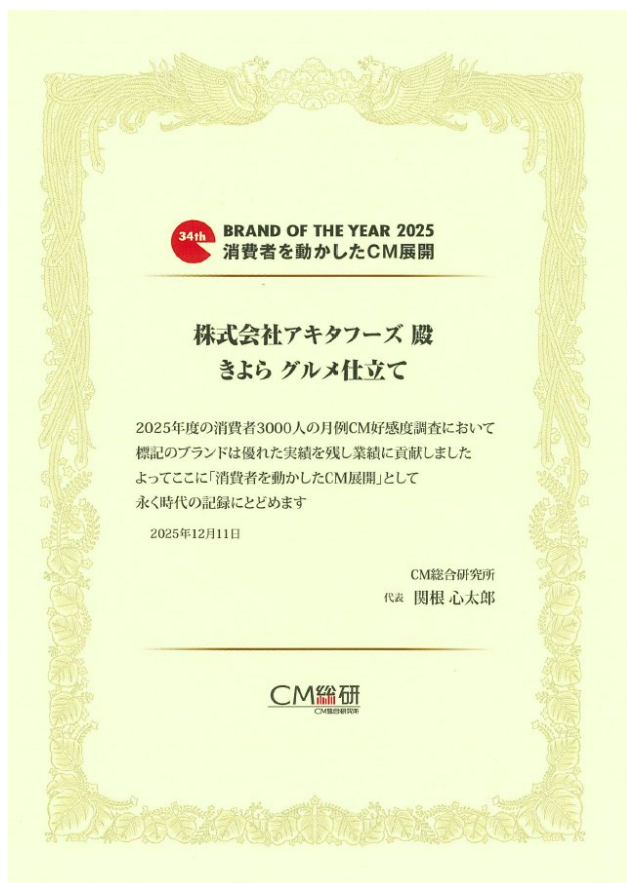 34th
BRAND OF THE YEAR 2025
消費者を動かしたCM展開
株式会社アキタフーズ 殿
きよら グルメ仕立て
2025年度の消費者3000人の月例CM好感度調査において
標記のブランドは優れた実績を残し業績に貢献しました
よってここに「消費者を動かしたCM展開」として
永く時代の記録にとどめます
2025年12月11日
CM総合研究所
代表 関根 心太郎
CM総研
CM総合研究所